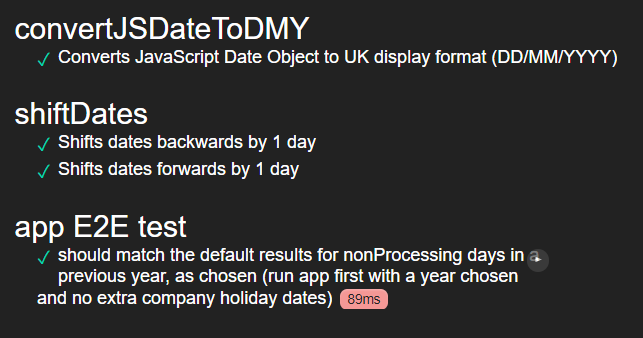 convertJSDateToDMY
✓ Converts JavaScript Date Object to UK display format (DD/MM/YYYY)
shiftDates
✓ Shifts dates backwards by 1 day
✓ Shifts dates forwards by 1 day
app E2E test
✓ should match the default results for nonProcessing days in a
previous year, as chosen (run app first with a year chosen
and no extra company holiday dates) 89ms